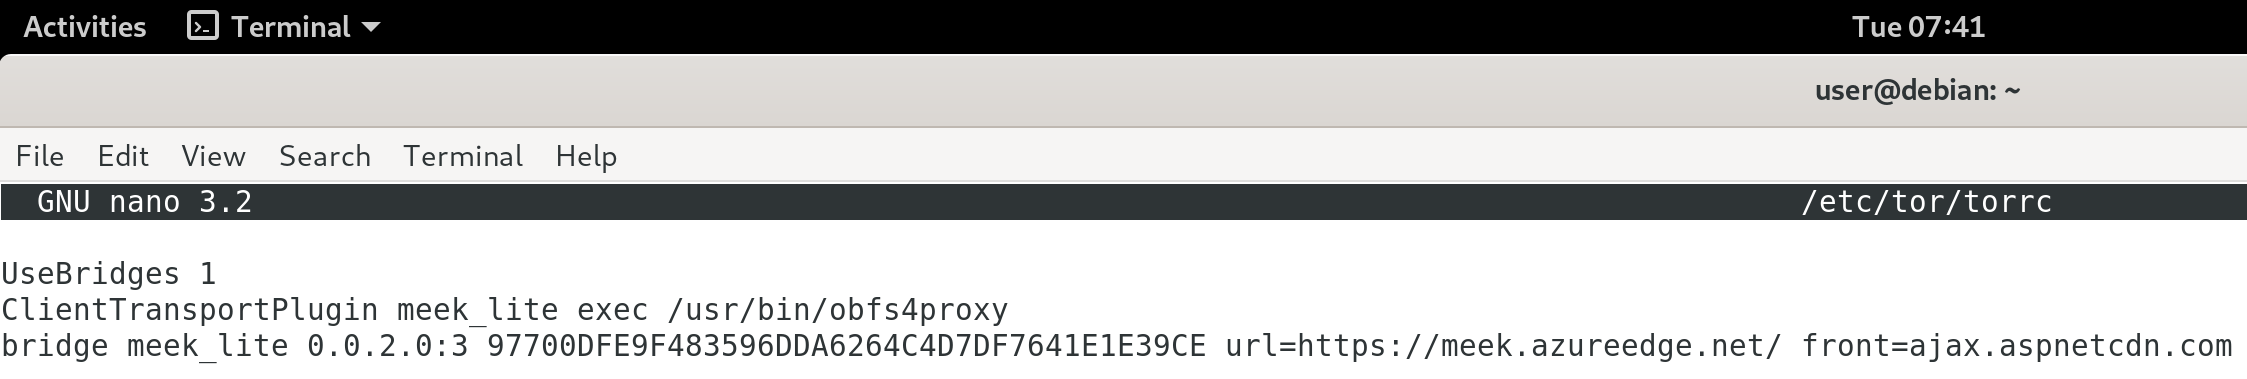 Activities Terminal Tue 07:41
user@debian: ~
File Edit View Search Terminal Help
GNU nano 3.2 /etc/tor/torrc
UseBridges 1
ClientTransportPlugin meek_lite exec /usr/bin/obfs4proxy
bridge meek_lite 0.0.2.0:3 97700DFE9F483596DDA6264C4D7DF7641E1E39CE url=https://meek.azureedge.net/ front=ajax.aspnetcdn.com